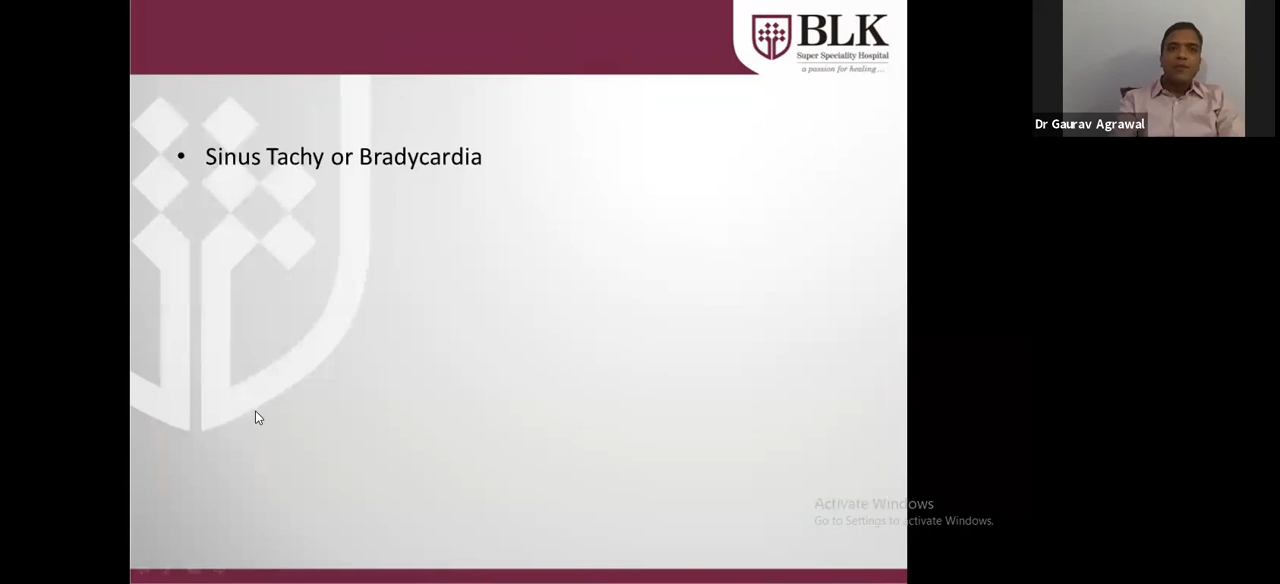 BLK
Super Speciality Hospital
a passion for healing...
Dr Gaurav Agrawal
• Sinus Tachy or Bradycardia
Activate Windows
Go to Settings to activate Windows.